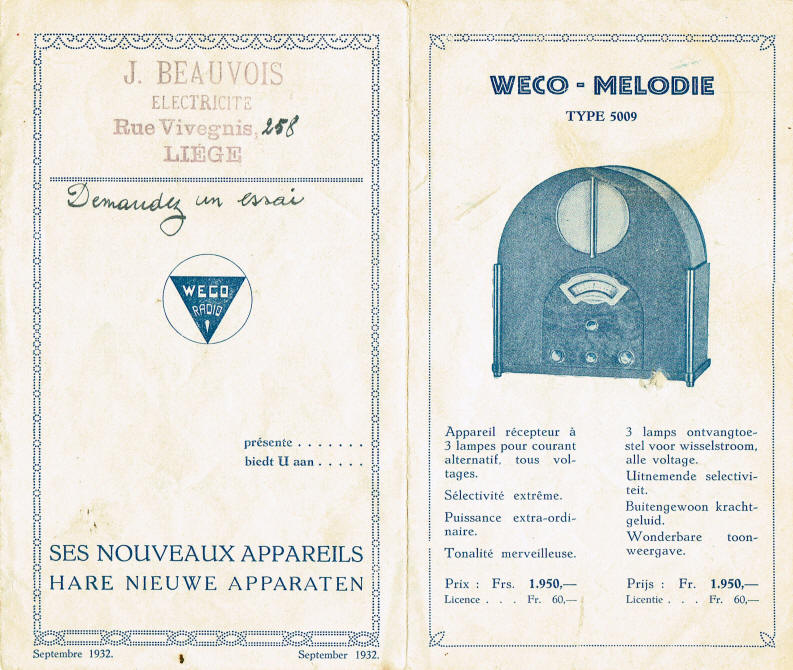 J. BEAUVOIS
ELECTRICITE
Rue Vivegnis, 258
LIÉGE
Demandez un essai
WECO
RADIO
présente . . . . . . .
biedt U aan . . . . .
SES NOUVEAUX APPAREILS
HARE NIEUWE APPARATEN
Septembre 1932.
September 1932.
WECO - MELODIE
TYPE 5009
Appareil récepteur à
3 lampes pour courant
alternatif, tous vol-
tages.
Sélectivité extrême.
Puissance extra-ordi-
naire.
Tonalité merveilleuse.
Prix : Frs. 1.950,—
Licence . . . Fr. 60,—
3 lamps ontvangtoe-
stel voor wisselstroom,
alle voltage.
Uitnemende selectivi-
teit.
Buitengewoon kracht-
geluid.
Wonderbare toon-
weergave.
Prijs : Fr. 1.950,—
Licentie . . . Fr. 60,—